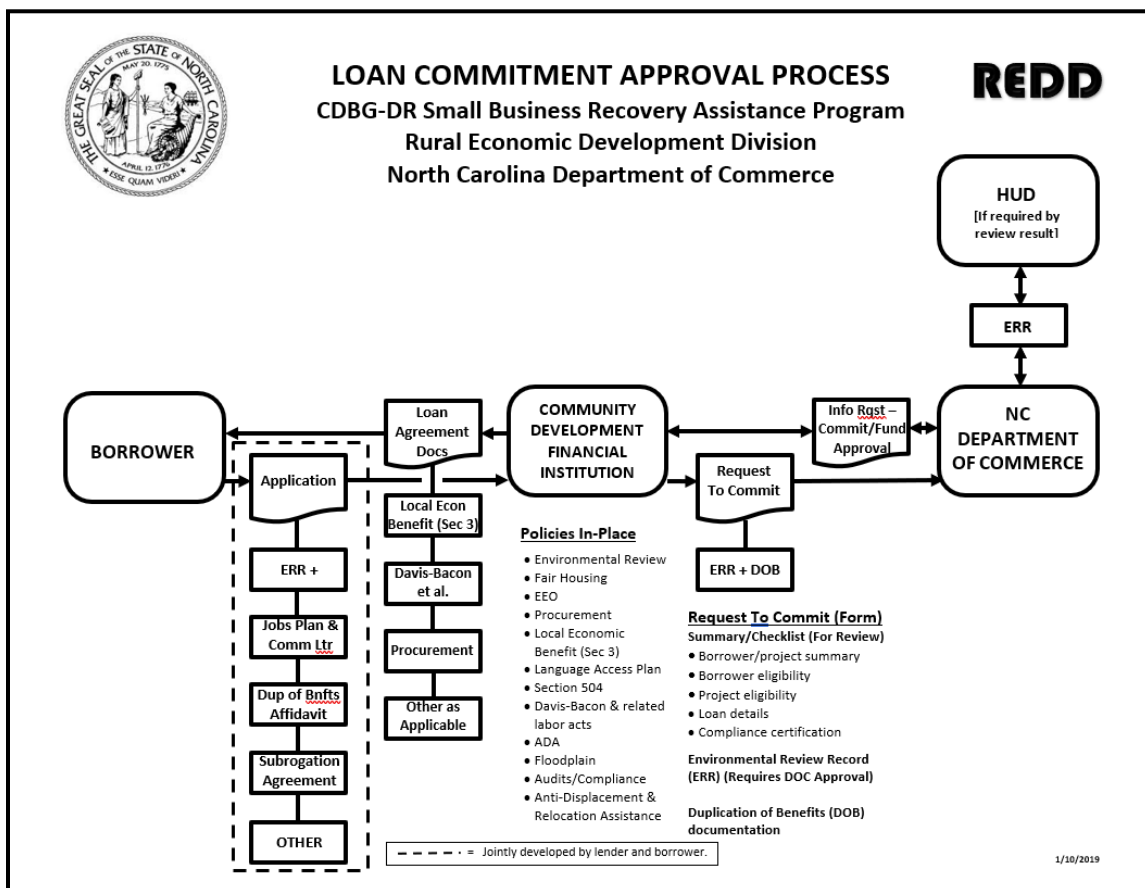 THE GREAT SEAL OF THE STATE OF NORTH CAROLINA
MAY 20, 1775
APRIL 12, 1776
ESSE QUAM VIDERI
LOAN COMMITMENT APPROVAL PROCESS
CDBG-DR Small Business Recovery Assistance Program
Rural Economic Development Division
North Carolina Department of Commerce
REDD
HUD
[If required by
review result]
ERR
BORROWER
Loan
Agreement
Docs
COMMUNITY
DEVELOPMENT
FINANCIAL
INSTITUTION
Info Rqst –
Commit/Fund
Approval
NC
DEPARTMENT
OF COMMERCE
Application
ERR +
Jobs Plan &
Comm Ltr
Dup of Bnfts
Affidavit
Subrogation
Agreement
OTHER
Local Econ
Benefit (Sec 3)
Davis-Bacon
et al.
Procurement
Other as
Applicable
Request
To Commit
ERR + DOB
Policies In-Place
• Environmental Review
• Fair Housing
• EEO
• Procurement
• Local Economic
Benefit (Sec 3)
• Language Access Plan
• Section 504
• Davis-Bacon & related
labor acts
• ADA
• Floodplain
• Audits/Compliance
• Anti-Displacement &
Relocation Assistance
Request To Commit (Form)
Summary/Checklist (For Review)
• Borrower/project summary
• Borrower eligibility
• Project eligibility
• Loan details
• Compliance certification
Environmental Review Record
(ERR) (Requires DOC Approval)
Duplication of Benefits (DOB)
documentation
= Jointly developed by lender and borrower.
1/10/2019